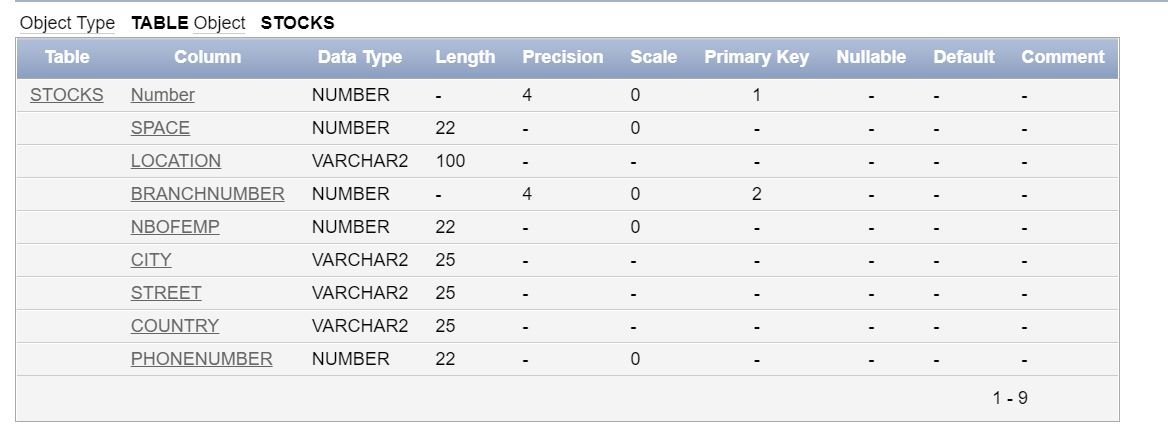 Object Type TABLE Object STOCKS
Table Column Data Type Length Precision Scale Primary Key Nullable Default Comment
STOCKS Number NUMBER - 4 0 1 - - -
SPACE NUMBER 22 - 0 - - - -
LOCATION VARCHAR2 100 - - - - - -
BRANCHNUMBER NUMBER - 4 0 2 - - -
NBOFEMP NUMBER 22 - 0 - - - -
CITY VARCHAR2 25 - - - - - -
STREET VARCHAR2 25 - - - - - -
COUNTRY VARCHAR2 25 - - - - - -
PHONENUMBER NUMBER 22 - 0 - - - -
1 - 9